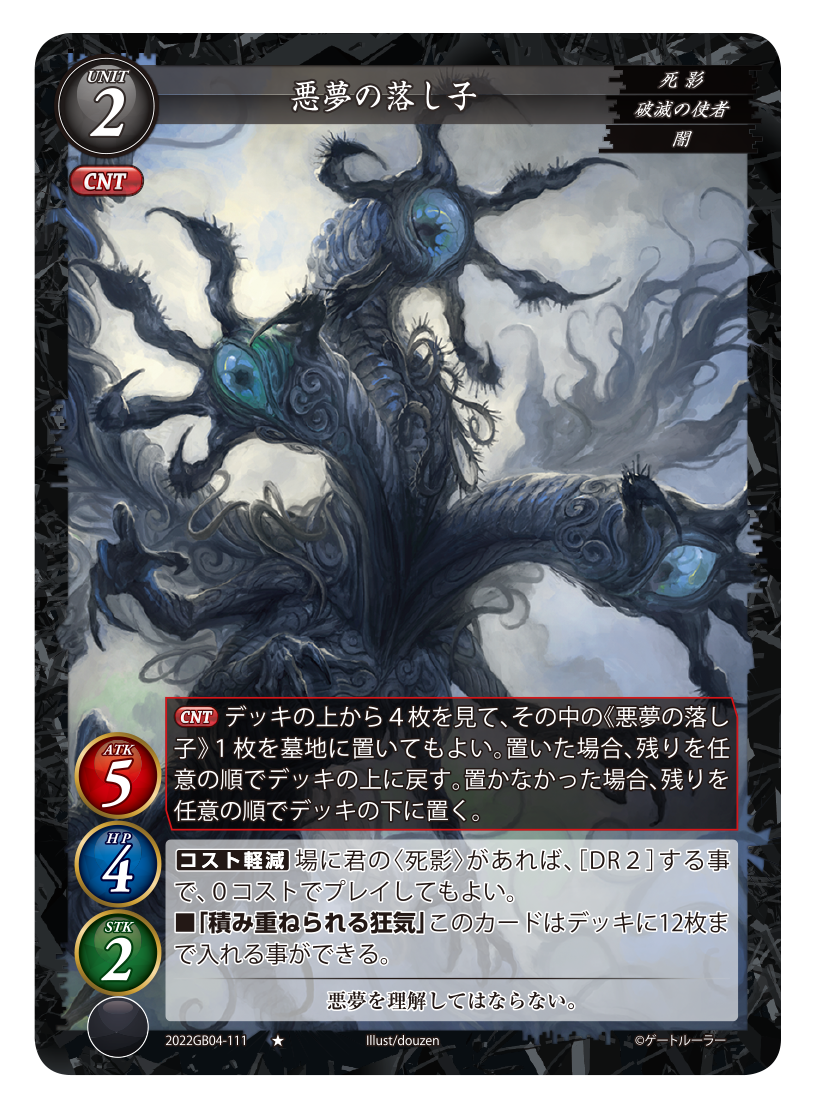 UNIT
2
悪夢の落し子
死影
破滅の使者
闇
CNT
CNT デッキの上から4枚を見て、その中の《悪夢の落し
子》1枚を墓地に置いてもよい。置いた場合、残りを任
意の順でデッキの上に戻す。置かなかった場合、残りを
任意の順でデッキの下に置く。
ATK
5
HP
4
STK
2
コスト軽減 場に君の〈死影〉があれば、[DR2]する事
で、0コストでプレイしてもよい。
■「積み重ねられる狂気」このカードはデッキに12枚ま
で入れる事ができる。
悪夢を理解してはならない。
2022GB04-111 ★ Illust/douzen ©ゲートルーラー